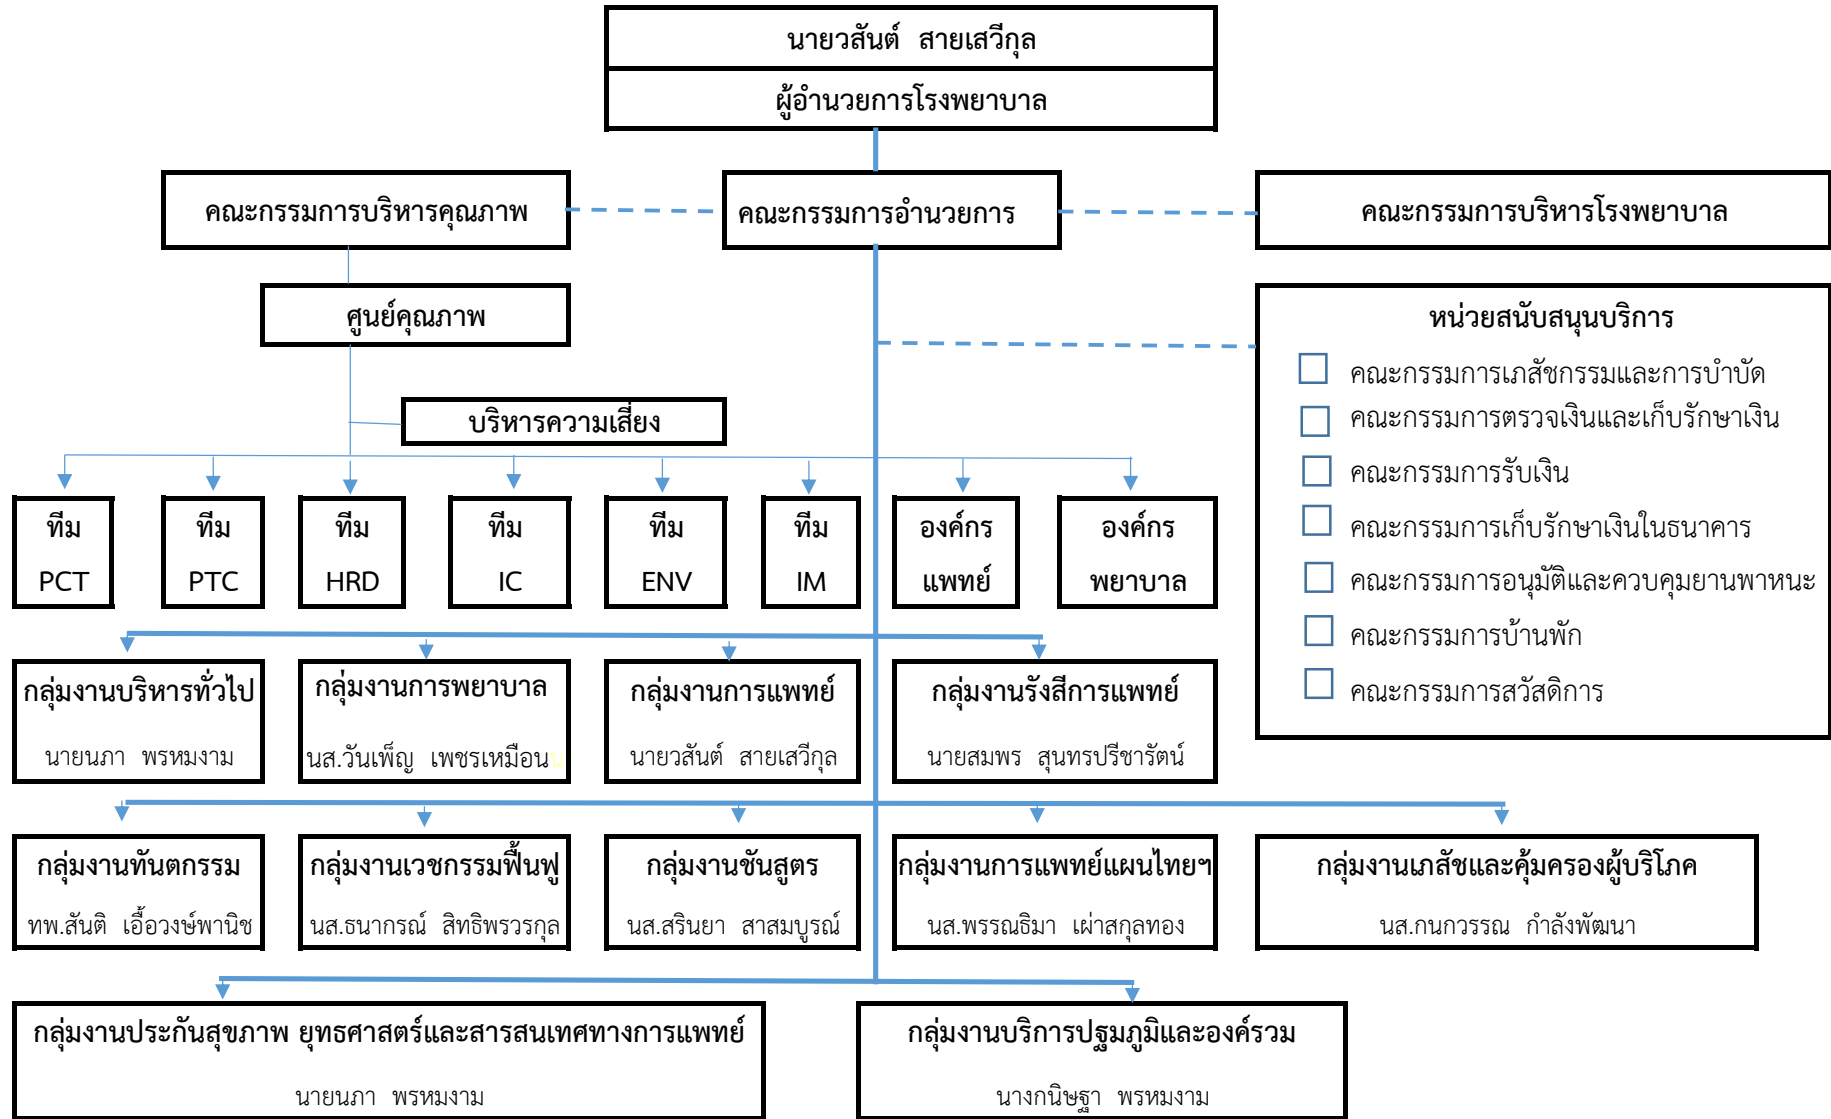 นายวสันต์ สายเสวีกุล
ผู้อำนวยการโรงพยาบาล
คณะกรรมการบริหารคุณภาพ
คณะกรรมการอำนวยการ
คณะกรรมการบริหารโรงพยาบาล
ศูนย์คุณภาพ
บริหารความเสี่ยง
หน่วยสนับสนุนบริการ
คณะกรรมการเภสัชกรรมและการบำบัด
คณะกรรมการตรวจเงินและเก็บรักษาเงิน
คณะกรรมการรับเงิน
คณะกรรมการเก็บรักษาเงินในธนาคาร
คณะกรรมการอนุมัติและควบคุมยานพาหนะ
คณะกรรมการบ้านพัก
คณะกรรมการสวัสดิการ
ทีม
PCT
ทีม
PTC
ทีม
HRD
ทีม
IC
ทีม
ENV
ทีม
IM
องค์กร
แพทย์
องค์กร
พยาบาล
กลุ่มงานบริหารทั่วไป
นายนภา พรหมงาม
กลุ่มงานการพยาบาล
นส.วันเพ็ญ เพชรเหมือน
กลุ่มงานการแพทย์
นายวสันต์ สายเสวีกุล
กลุ่มงานรังสีการแพทย์
นายสมพร สุนทรปรีชารัตน์
กลุ่มงานทันตกรรม
ทพ.สันติ เอื้อวงษ์พานิช
กลุ่มงานเวชกรรมฟื้นฟู
นส.ธนากรณ์ สิทธิพรวรกุล
กลุ่มงานชันสูตร
นส.สรินยา สาสมบูรณ์
กลุ่มงานการแพทย์แผนไทยฯ
นส.พรรณธิมา เผ่าสกุลทอง
กลุ่มงานเภสัชและคุ้มครองผู้บริโภค
นส.กนกวรรณ กำลังพัฒนา
กลุ่มงานประกันสุขภาพ ยุทธศาสตร์และสารสนเทศทางการแพทย์
นายนภา พรหมงาม
กลุ่มงานบริการปฐมภูมิและองค์รวม
นางกนิษฐา พรหมงาม